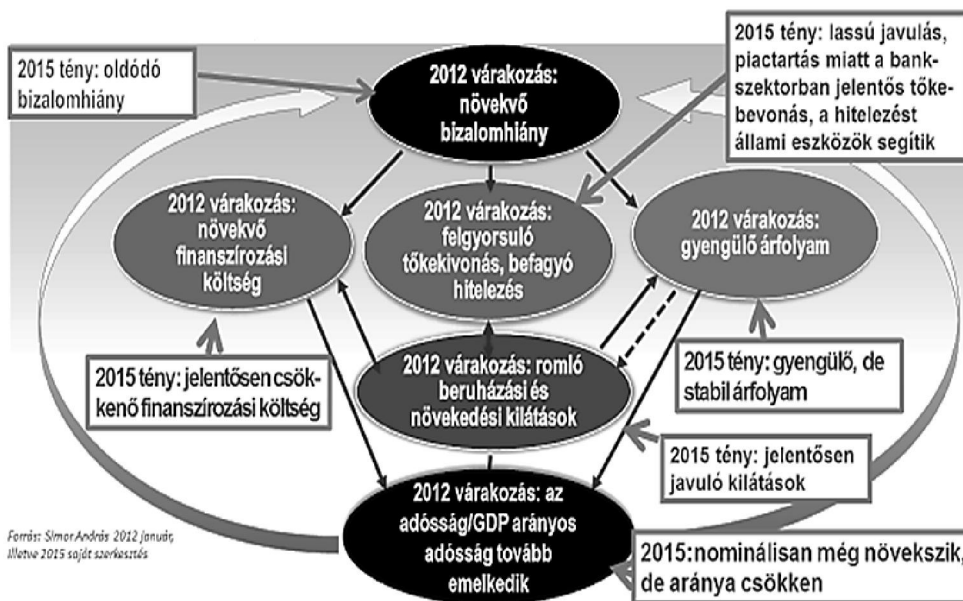 2015 tény: oldódó
bizalomhiány
2012 várakozás:
növekvő
bizalomhiány
2015 tény: lassú javulás,
piactartás miatt a bank-
szektorban jelentős tőke-
bevonás, a hitelezést
állami eszközök segítik
2012 várakozás:
növekvő
finanszírozási
költség
2012 várakozás:
felgyorsuló
tőkekivonás, befagyó
hitelezés
2012 várakozás:
gyengülő árfolyam
2015 tény: jelentősen csök-
kenő finanszírozási költség
2012 várakozás: romló
beruházási és
növekedési kilátások
2015 tény: gyengülő, de
stabil árfolyam
2015 tény: jelentősen
javuló kilátások
2012 várakozás: az
adósság/GDP arányos
adósság tovább
emelkedik
Forrás: Simor András 2012 január,
illetve 2015 saját szerkesztés
2015:nominálisan még növekszik,
de aránya csökken